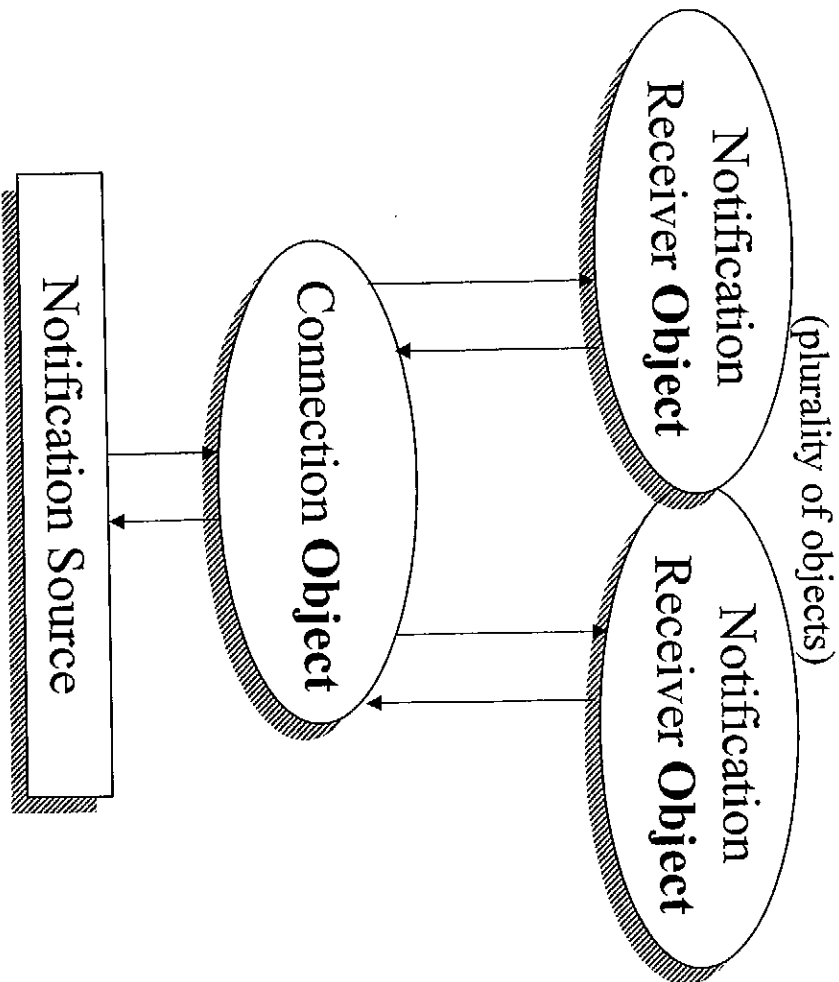 (plurality of objects)
Notification
Receiver Object
Notification
Receiver Object
Connection Object
Notification Source